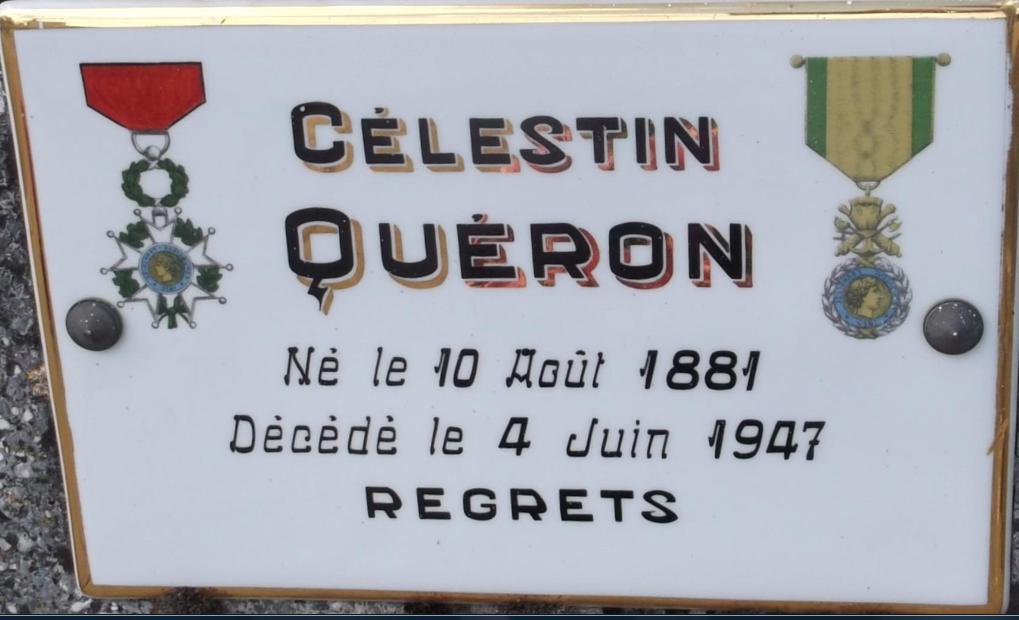 CÉLESTIN
QUÉRON
Né le 10 Août 1881
Décédé le 4 Juin 1947
REGRETS